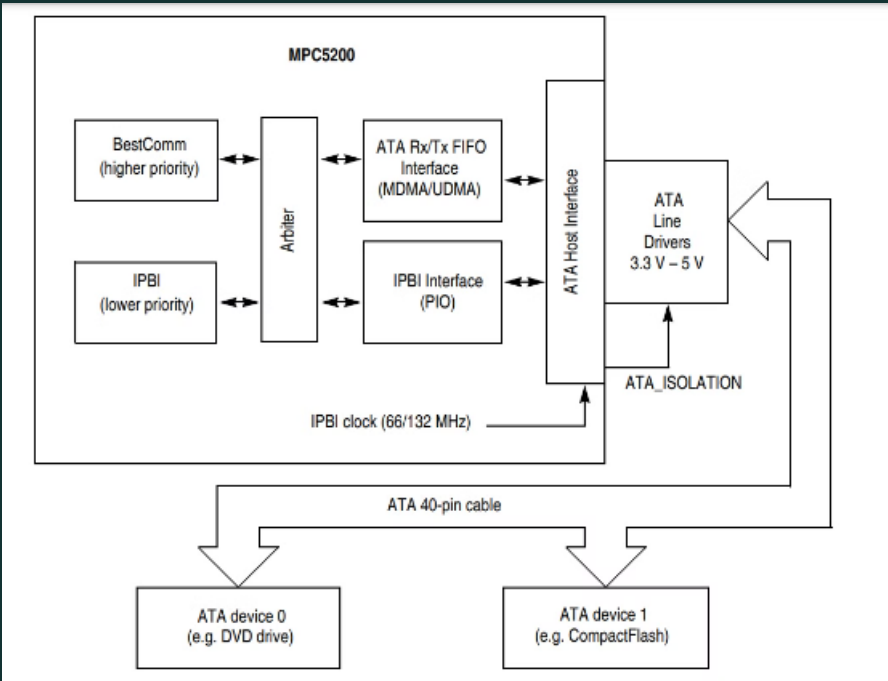 MPC5200
BestComm
(higher priority)
Arbiter
ATA Rx/Tx FIFO
Interface
(MDMA/UDMA)
ATA Host Interface
ATA
Line
Drivers
3.3 V – 5 V
IPBI
(lower priority)
IPBI Interface
(PIO)
ATA_ISOLATION
IPBI clock (66/132 MHz)
ATA 40-pin cable
ATA device 0
(e.g. DVD drive)
ATA device 1
(e.g. CompactFlash)